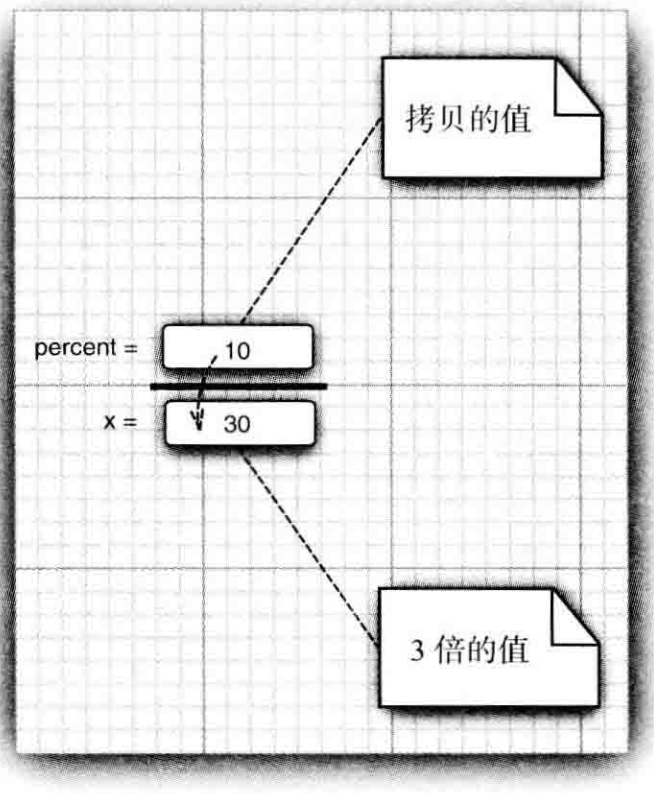 拷贝的值
percent = 10
x = 30
3 倍的值